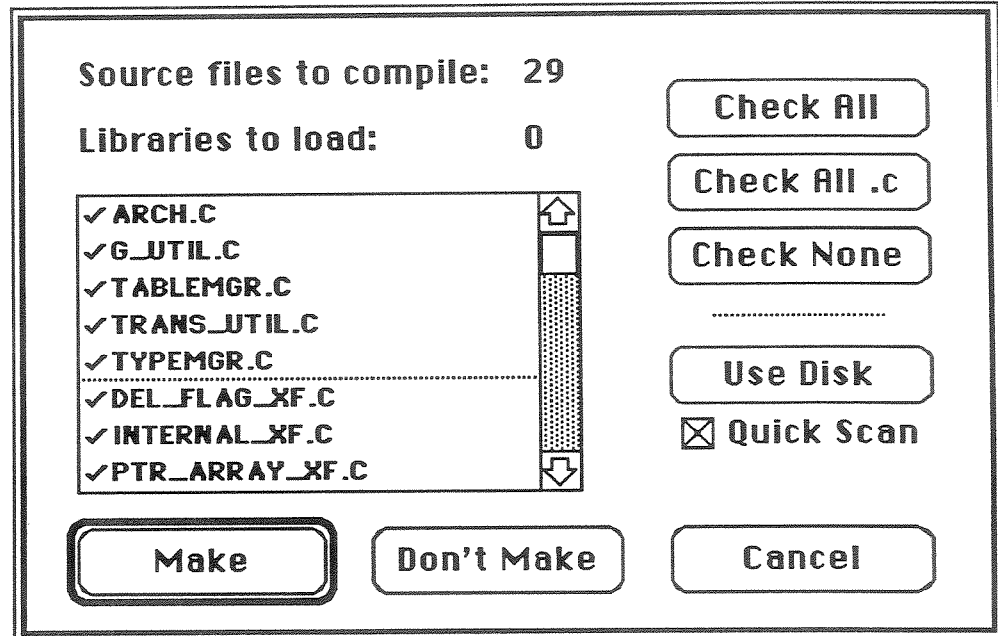 Source files to compile: 29
Libraries to load: 0
✓ARCH.C
✓G_UTIL.C
✓TABLEMGR.C
✓TRANS_UTIL.C
✓TYPEMGR.C
✓DEL_FLAG_XF.C
✓INTERNAL_XF.C
✓PTR_ARRAY_XF.C
Check All
Check All .c
Check None
Use Disk
Quick Scan
Make
Don't Make
Cancel